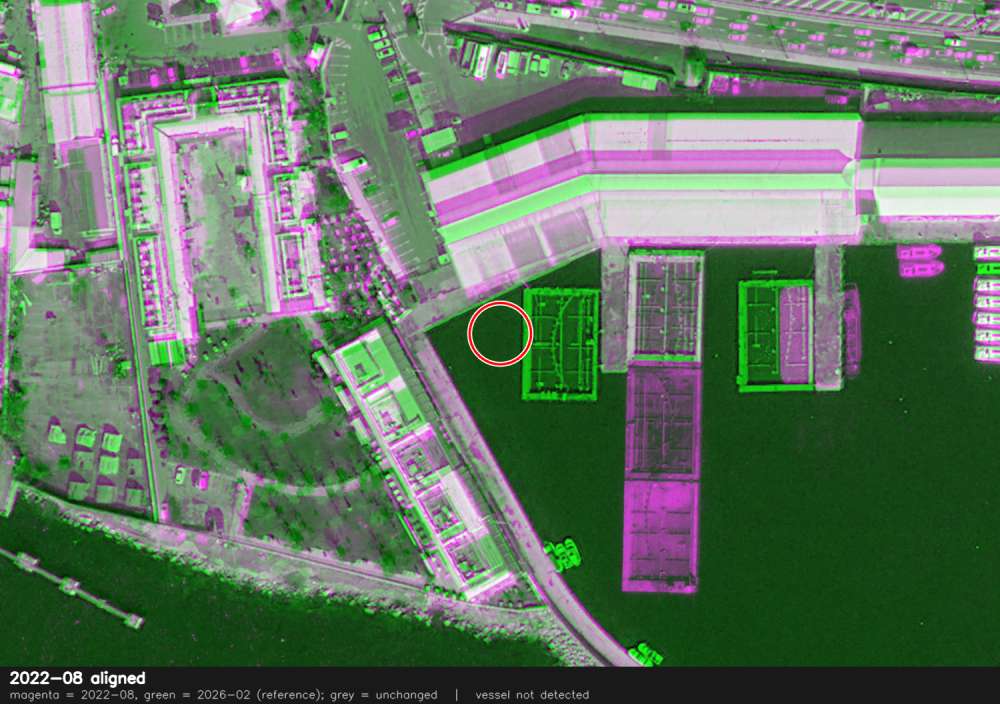 2022-08 aligned
magenta = 2022-08, green = 2026-02 (reference); grey = unchanged | vessel not detected